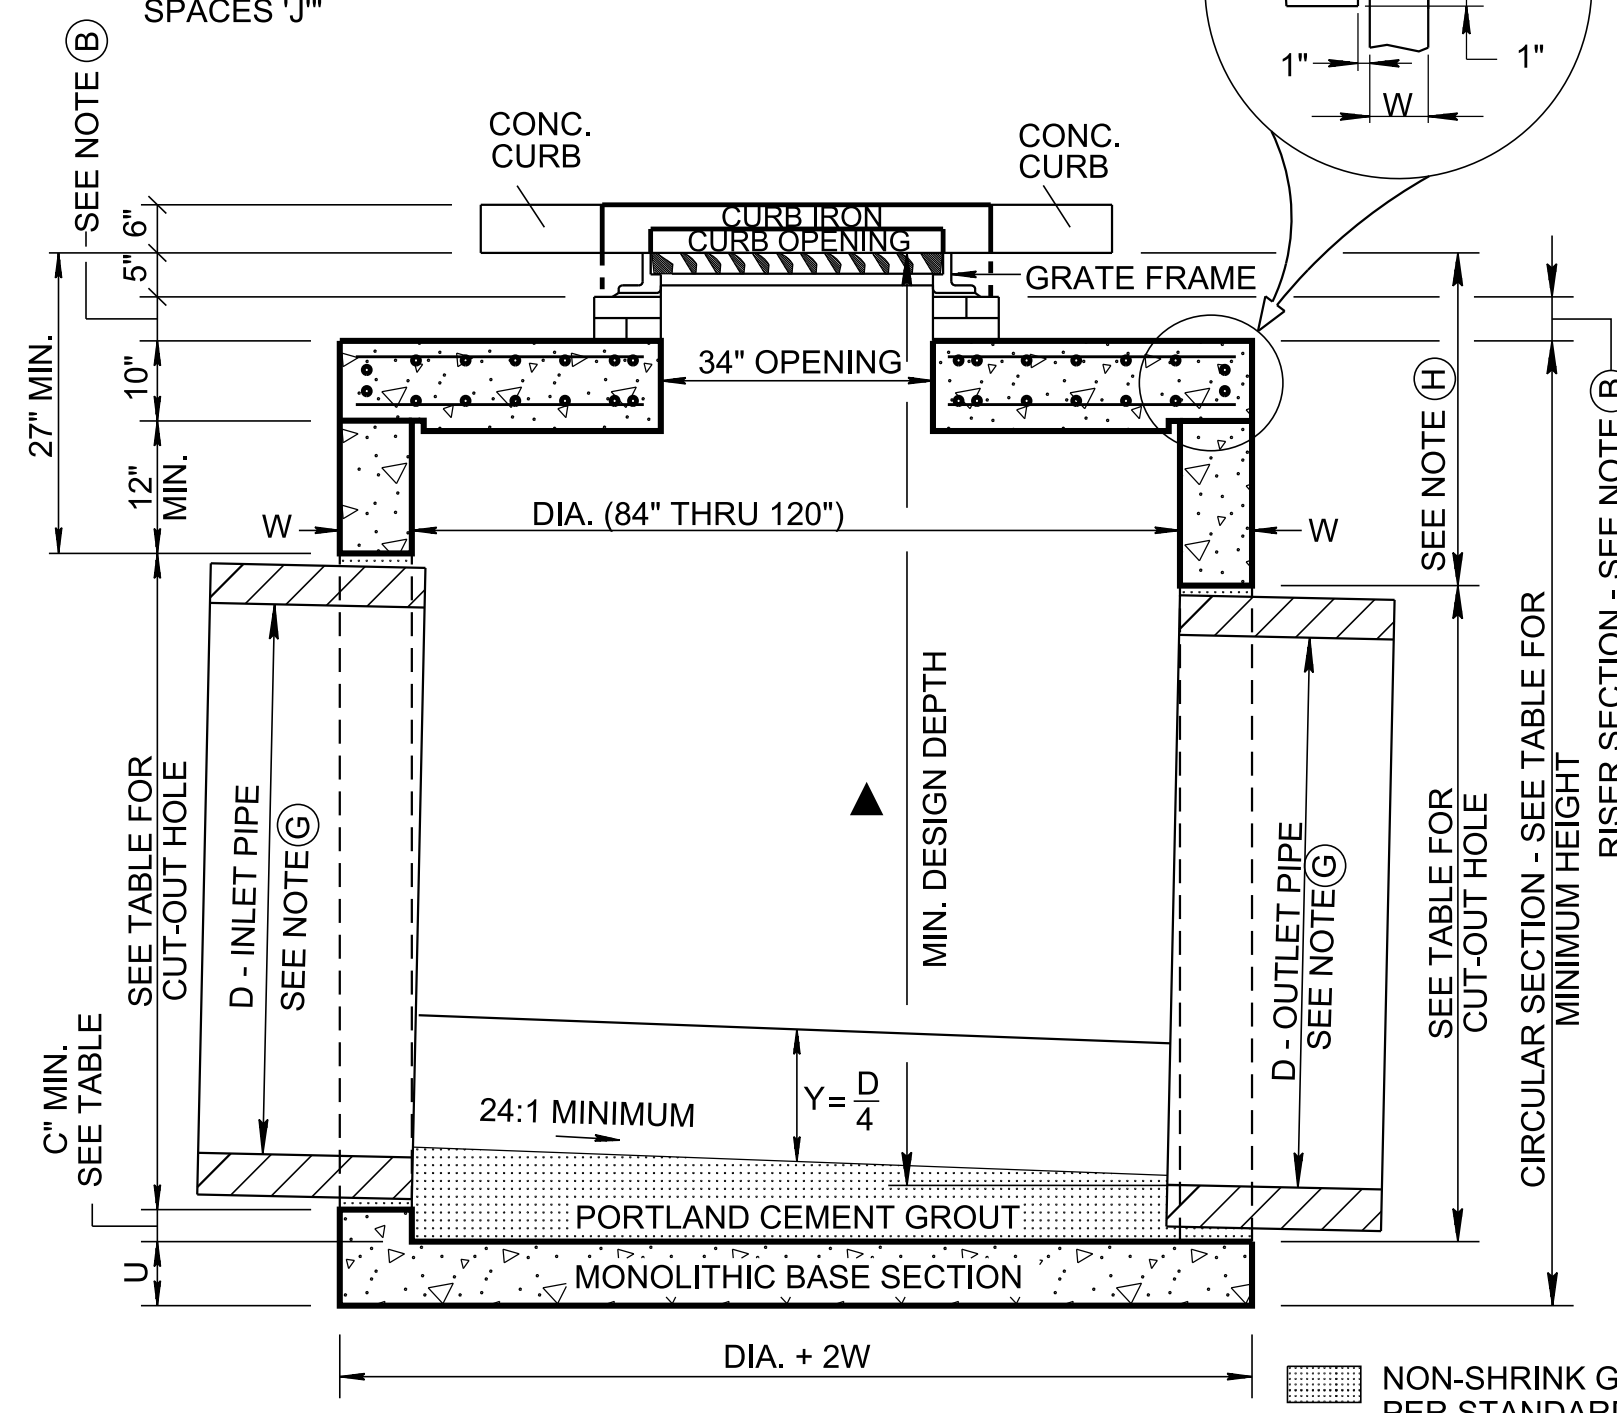 SPACES 'J'"
SEE NOTE B
1"
1"
W
CONC.
CURB
CONC.
CURB
6"
5"
CURB IRON
CURB OPENING
GRATE FRAME
27" MIN.
10"
12"
MIN.
34" OPENING
SEE NOTE H
RISER SECTION - SEE NOTE B
W
DIA. (84" THRU 120")
W
SEE TABLE FOR
CUT-OUT HOLE
D - INLET PIPE
SEE NOTE G
MIN. DESIGN DEPTH
D - OUTLET PIPE
SEE NOTE G
SEE TABLE FOR
CUT-OUT HOLE
CIRCULAR SECTION - SEE TABLE FOR
MINIMUM HEIGHT
C" MIN.
SEE TABLE
24:1 MINIMUM
Y = D
4
PORTLAND CEMENT GROUT
U
MONOLITHIC BASE SECTION
DIA. + 2W
NON-SHRINK G
PER STANDARD